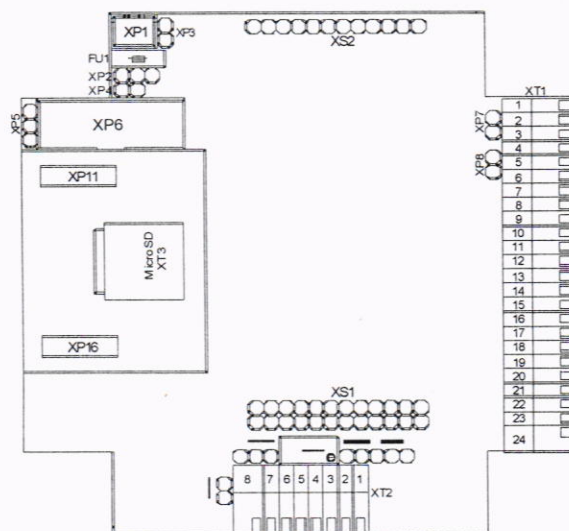 XP1
XP3
XS2
FU1
XP2
XP4
XT1
XP5
XP6
XP7
XP8
1
2
3
4
5
6
7
8
9
10
11
12
13
14
15
16
17
18
19
20
21
22
23
24
XP11
MicroSD
XT3
XP16
XS1
8 7 6 5 4 3 2 1
XT2